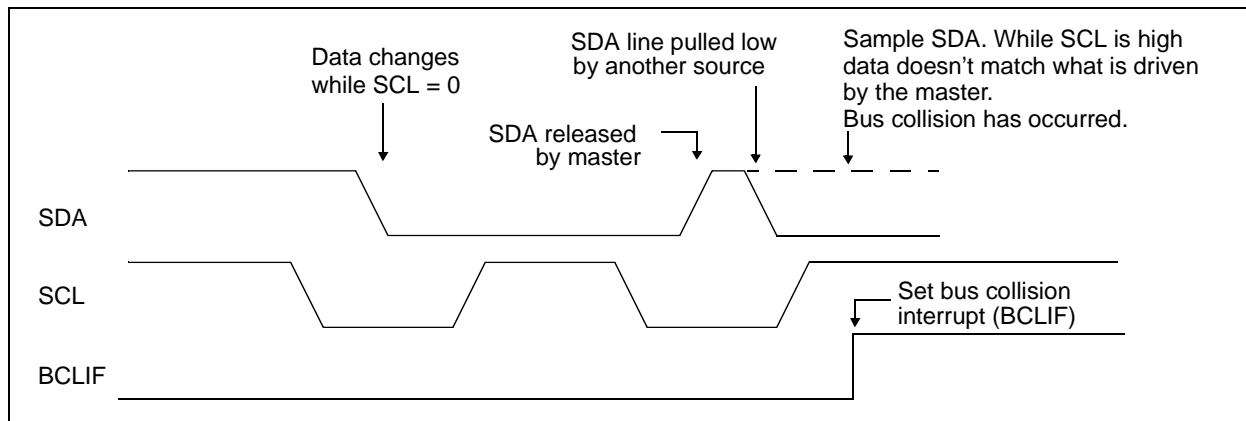 Data changes
while SCL = 0
SDA line pulled low
by another source
Sample SDA. While SCL is high
data doesn't match what is driven
by the master.
Bus collision has occurred.
SDA released
by master
SDA
SCL
Set bus collision
interrupt (BCLIF)
BCLIF